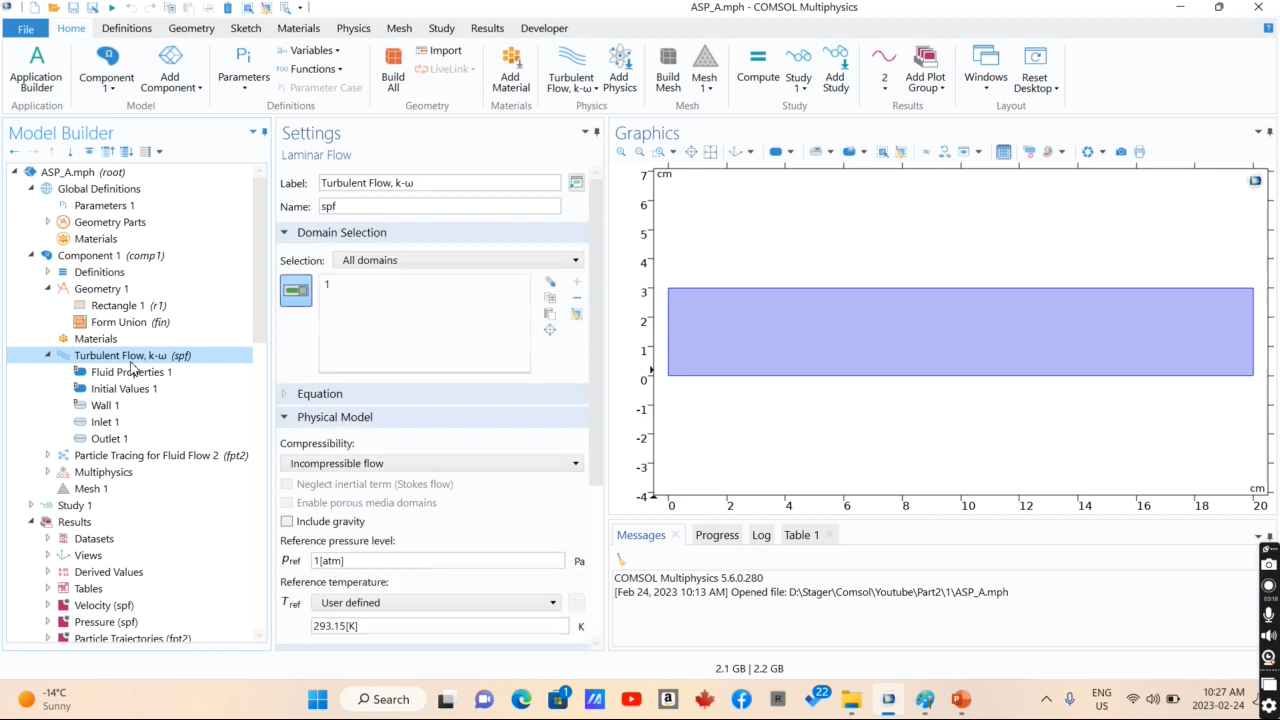 ASP_A.mph - COMSOL Multiphysics
File Home Definitions Geometry Sketch Materials Physics Mesh Study Results Developer
Application Builder
Component 1
Add Component
Parameters
a= Variables
f(x) Functions
Pi Parameter Case
Build All
Import
LiveLink
Add Material
Turbulent Flow, k-ω
Add Physics
Build Mesh
Mesh 1
Compute
Study 1
Add Study
2
Add Plot Group
Windows
Reset Desktop
Application Model Definitions Geometry Materials Physics Mesh Study Results Layout
Model Builder
ASP_A.mph (root)
Global Definitions
Pi Parameters 1
Geometry Parts
Materials
Component 1 (comp1)
Definitions
Geometry 1
Rectangle 1 (r1)
Form Union (fin)
Materials
Turbulent Flow, k-ω (spf)
Fluid Properties 1
Initial Values 1
Wall 1
Inlet 1
Outlet 1
Particle Tracing for Fluid Flow 2 (fpt2)
Multiphysics
Mesh 1
Study 1
Results
Datasets
Views
Derived Values
Tables
Velocity (spf)
Pressure (spf)
Particle Trajectories (fpt2)
Settings
Laminar Flow
Label: Turbulent Flow, k-ω
Name: spf
Domain Selection
Selection: All domains
1
Equation
Physical Model
Compressibility:
Incompressible flow
Neglect inertial term (Stokes flow)
Enable porous media domains
Include gravity
Reference pressure level:
Pref 1[atm] Pa
Reference temperature:
Tref User defined
293.15[K] K
Graphics
cm
7
6
5
4
3
2
1
0
-1
-2
-3
-4
cm
0 2 4 6 8 10 12 14 16 18 20
Messages Progress Log Table 1
COMSOL Multiphysics 5.6.0.280
[Feb 24, 2023 10:13 AM] Opened file: D:\Stager\Comsol\Youtube\Part2\1\ASP_A.mph
2.1 GB | 2.2 GB
03:18
-14°C
Sunny
Search
1
22
ENG
US
10:27 AM
2023-02-24